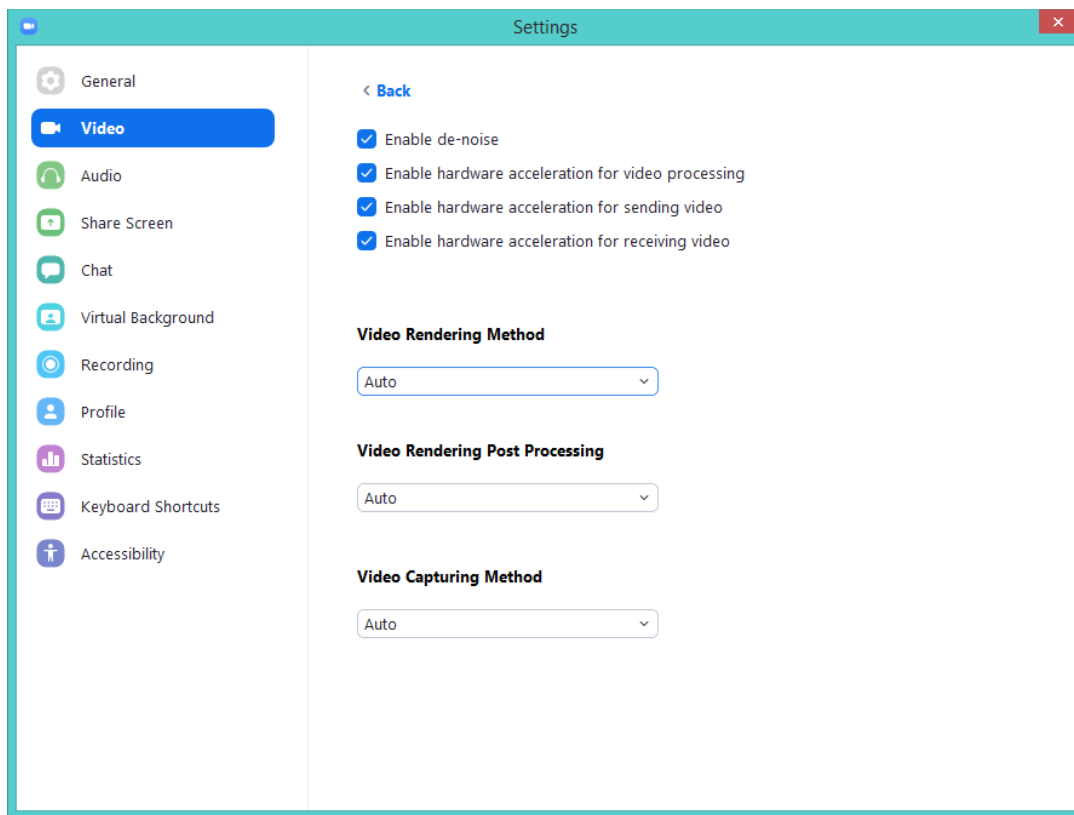 Settings
General
Video
Audio
Share Screen
Chat
Virtual Background
Recording
Profile
Statistics
Keyboard Shortcuts
Accessibility
Back
Enable de-noise
Enable hardware acceleration for video processing
Enable hardware acceleration for sending video
Enable hardware acceleration for receiving video
Video Rendering Method
Auto
Video Rendering Post Processing
Auto
Video Capturing Method
Auto